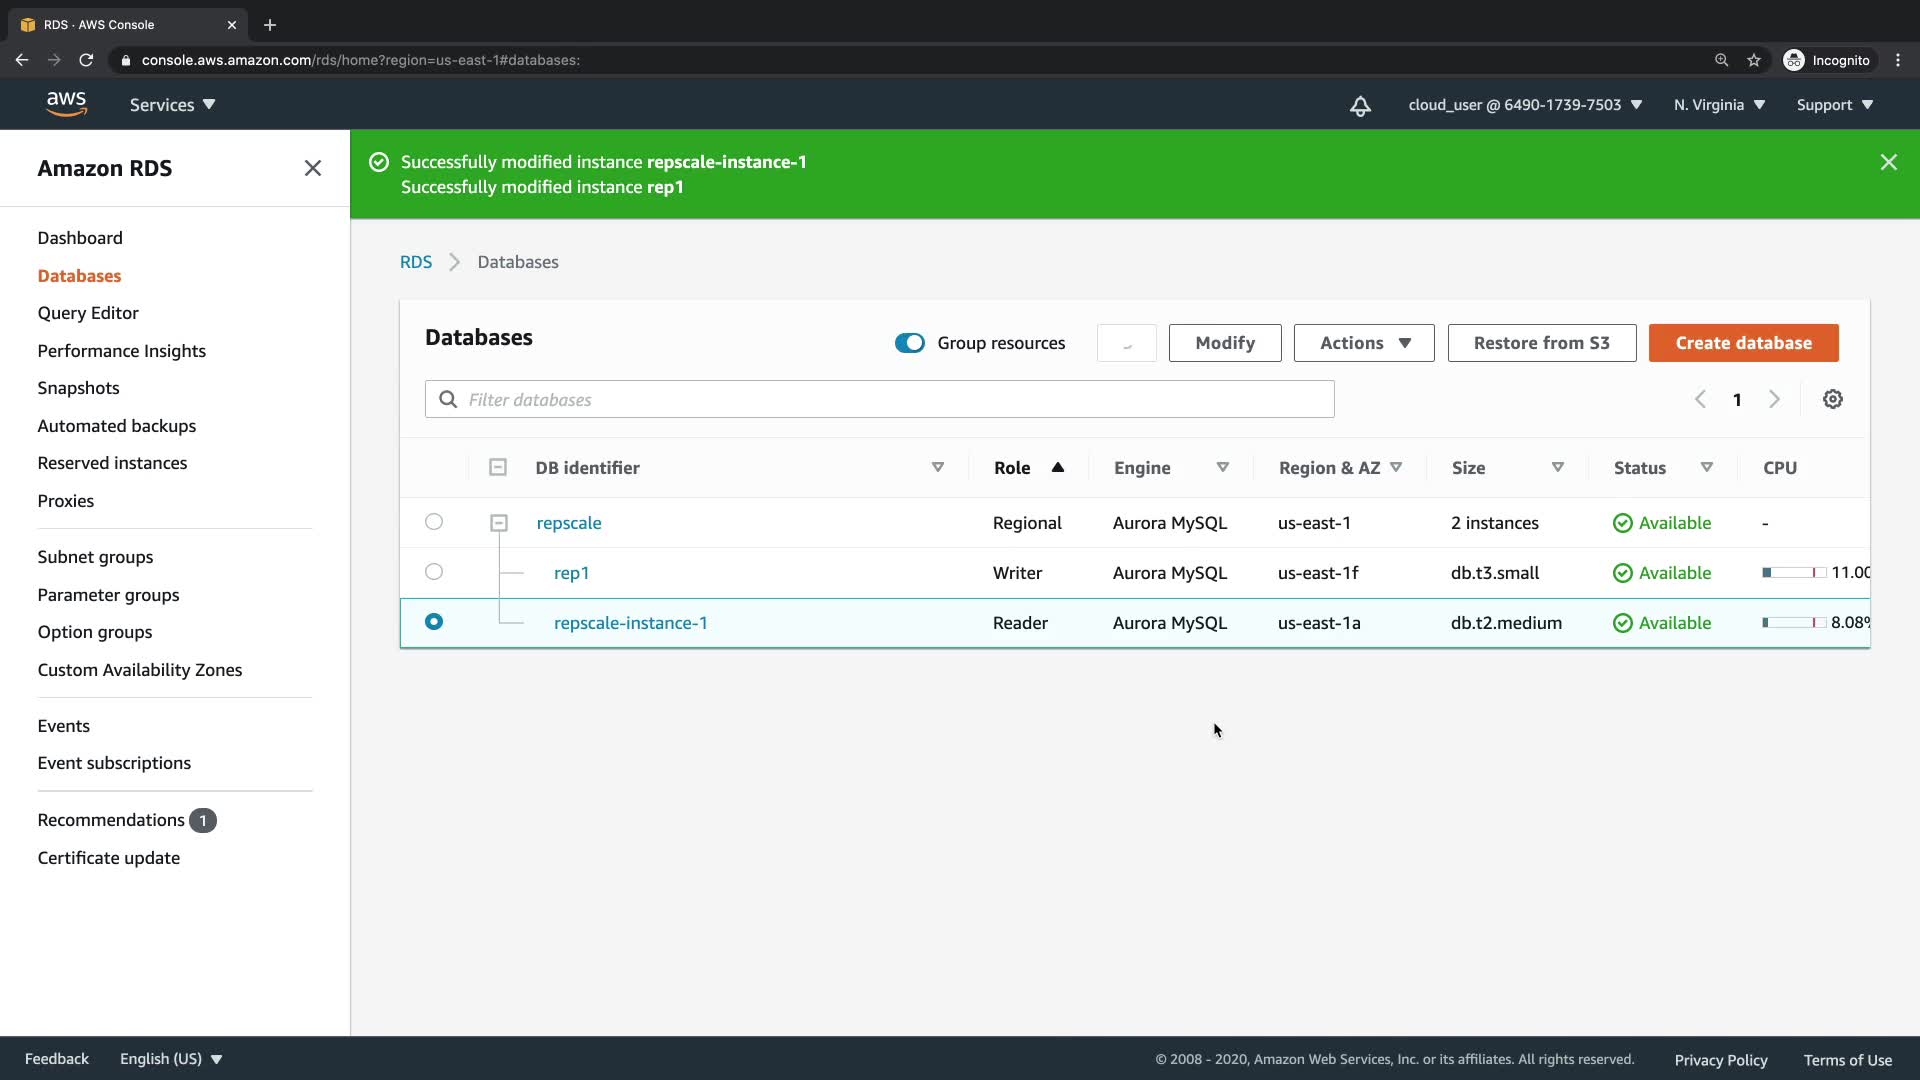 RDS · AWS Console
console.aws.amazon.com/rds/home?region=us-east-1#databases:
Incognito
aws
Services
cloud_user @ 6490-1739-7503
N. Virginia
Support
Amazon RDS
Dashboard
Databases
Query Editor
Performance Insights
Snapshots
Automated backups
Reserved instances
Proxies
Subnet groups
Parameter groups
Option groups
Custom Availability Zones
Events
Event subscriptions
Recommendations 1
Certificate update
Successfully modified instance repscale-instance-1
Successfully modified instance rep1
RDS > Databases
Databases
Group resources
Modify
Actions
Restore from S3
Create database
Filter databases
1
DB identifier Role Engine Region & AZ Size Status CPU
repscale Regional Aurora MySQL us-east-1 2 instances Available -
rep1 Writer Aurora MySQL us-east-1f db.t3.small Available 11.00
repscale-instance-1 Reader Aurora MySQL us-east-1a db.t2.medium Available 8.08%
Feedback
English (US)
© 2008 - 2020, Amazon Web Services, Inc. or its affiliates. All rights reserved.
Privacy Policy
Terms of Use